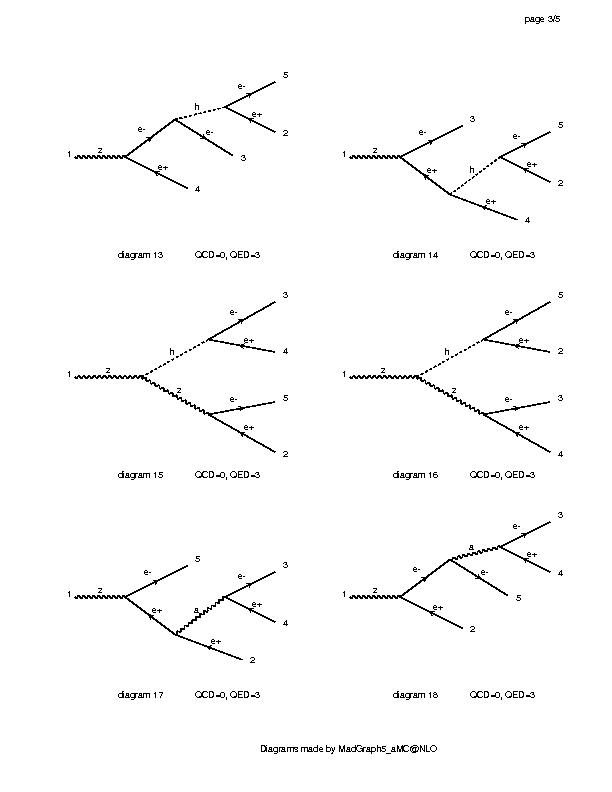 page 3/5
1 z e- h e- 5
e+ 2
e- 3
e+ 4
diagram 13 QCD=0, QED=3
1 z e- 3
e+ h e- 5
e+ 2
e+ 4
diagram 14 QCD=0, QED=3
1 z h e- 3
e+ 4
z e- 5
e+ 2
diagram 15 QCD=0, QED=3
1 z h e- 5
e+ 2
z e- 3
e+ 4
diagram 16 QCD=0, QED=3
1 z e- 5
e+ a e- 3
e+ 4
e+ 2
diagram 17 QCD=0, QED=3
1 z e- a e- 3
e+ 4
e- 5
e+ 2
diagram 18 QCD=0, QED=3
Diagrams made by MadGraph5_aMC@NLO